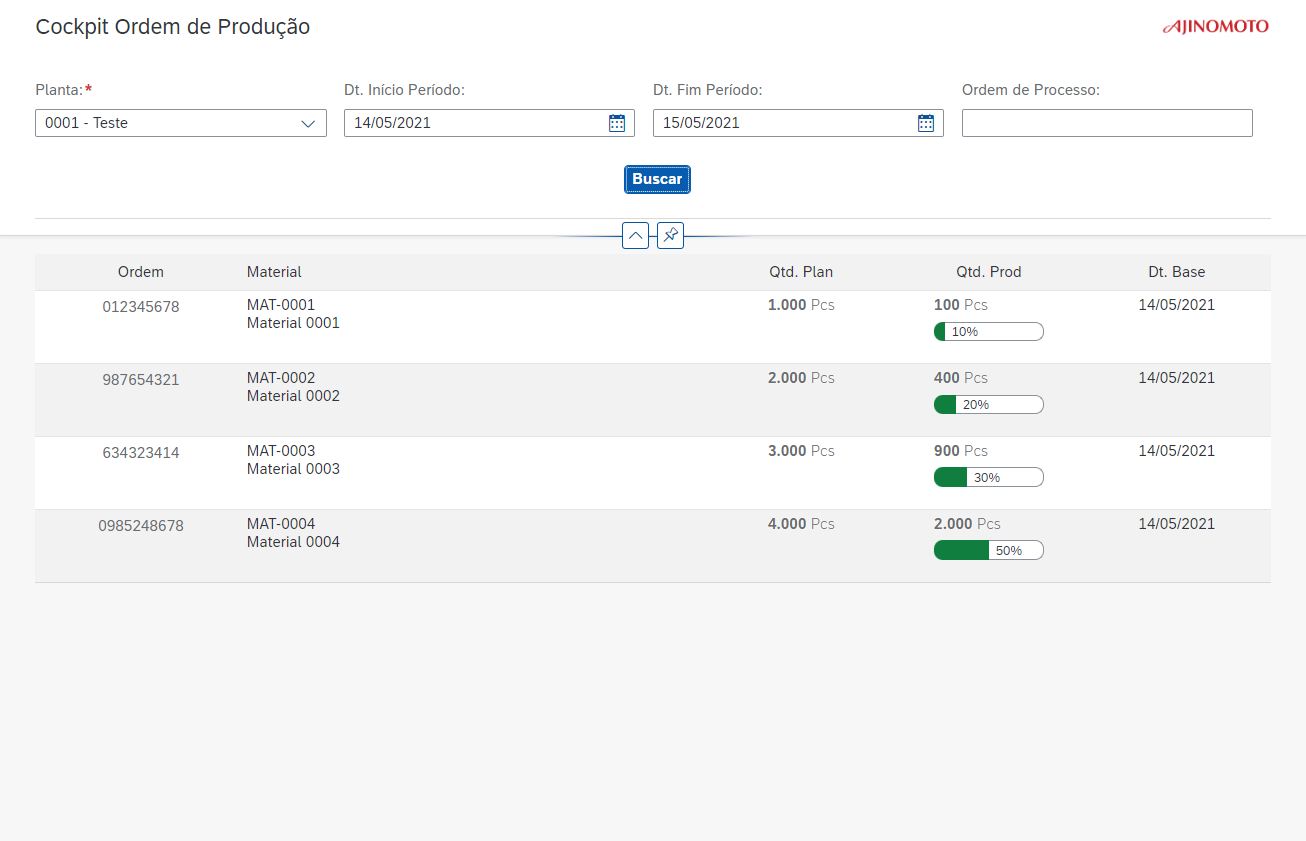 Cockpit Ordem de Produção
AJINOMOTO
Planta:*
Dt. Início Período:
Dt. Fim Período:
Ordem de Processo:
0001 - Teste
14/05/2021
15/05/2021
Buscar
Ordem Material Qtd. Plan Qtd. Prod Dt. Base
012345678 MAT-0001 1.000 Pcs 100 Pcs 14/05/2021
Material 0001
10%
987654321 MAT-0002 2.000 Pcs 400 Pcs 14/05/2021
Material 0002
20%
634323414 MAT-0003 3.000 Pcs 900 Pcs 14/05/2021
Material 0003
30%
0985248678 MAT-0004 4.000 Pcs 2.000 Pcs 14/05/2021
Material 0004
50%